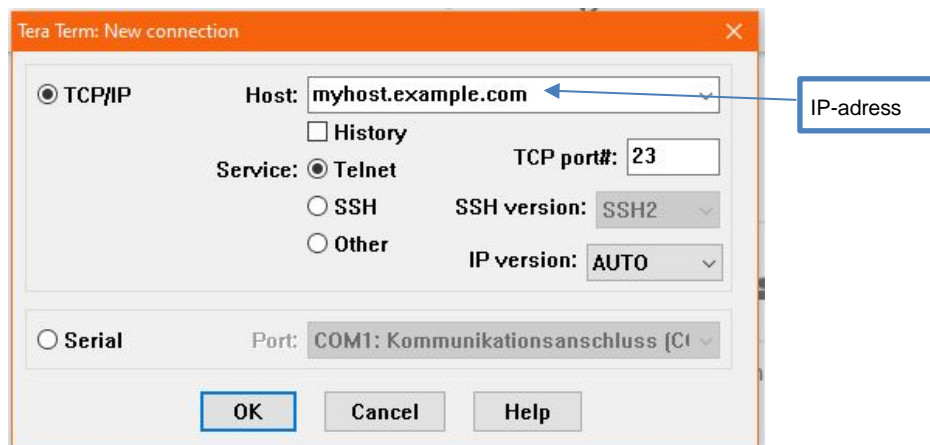 Tera Term: New connection
TCP/IP Host: myhost.example.com
IP-adress
History
Service: Telnet TCP port#: 23
SSH SSH version: SSH2
Other IP version: AUTO
Serial Port: COM1: Kommunikationsanschluss (C
OK Cancel Help